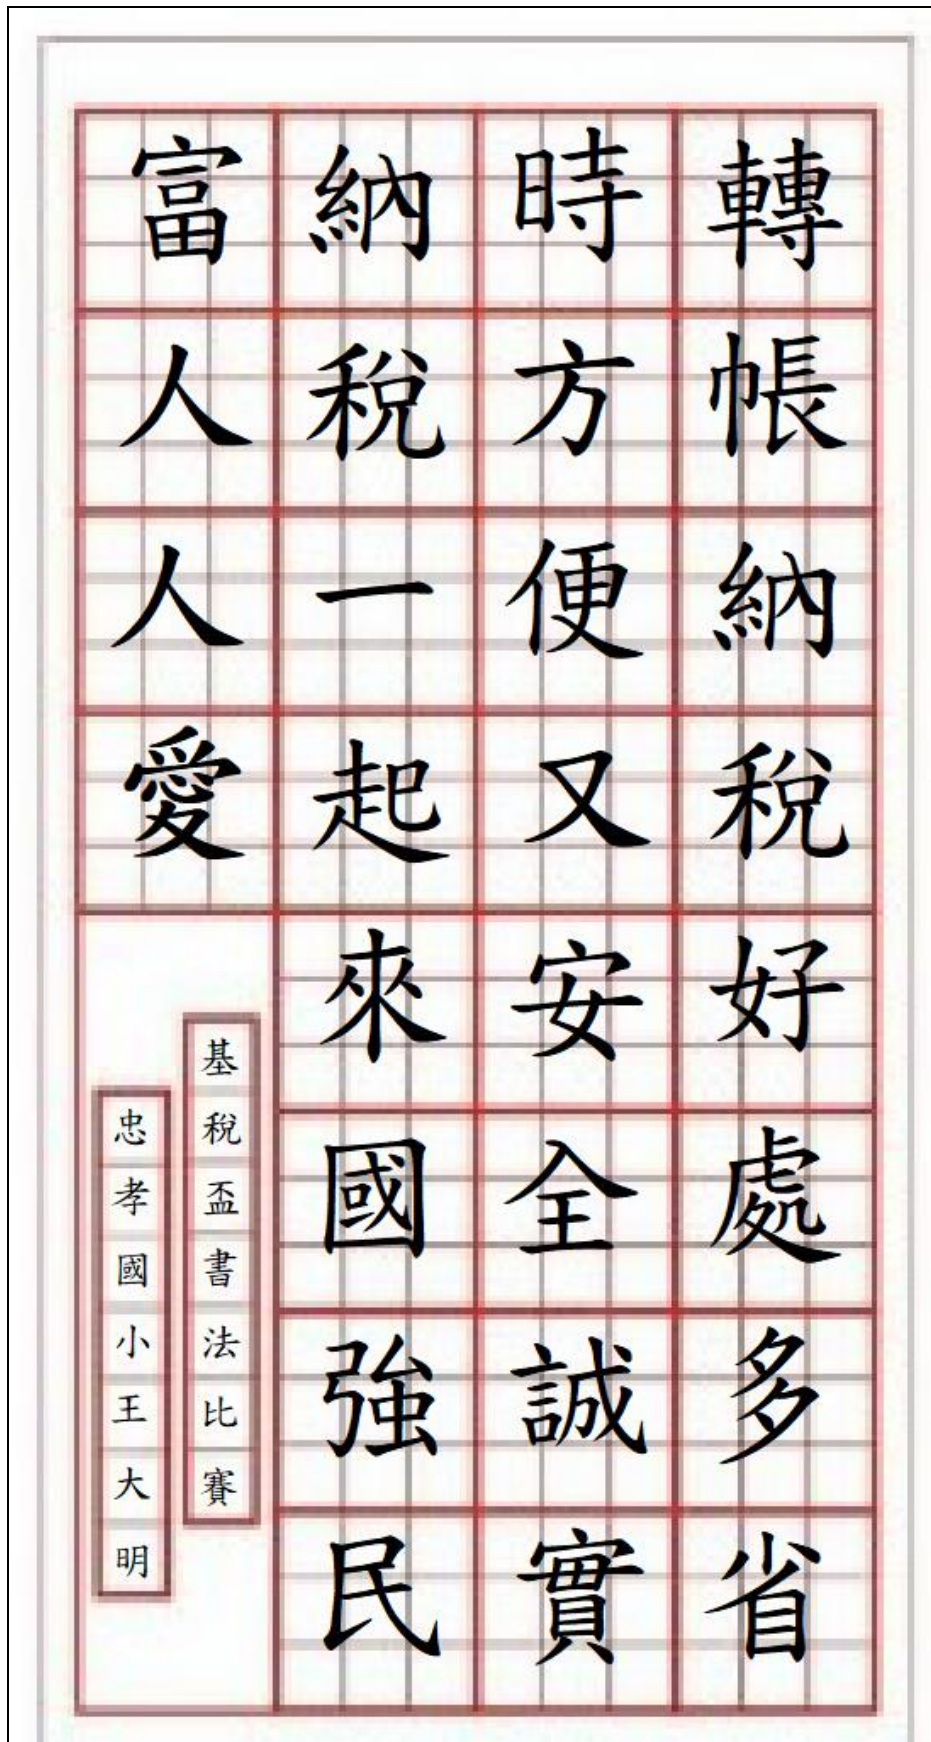 轉帳納稅好處多省
時方便又安全誠實
納稅一起來國強民
富人人愛
基稅盃書法比賽
忠孝國小王大明